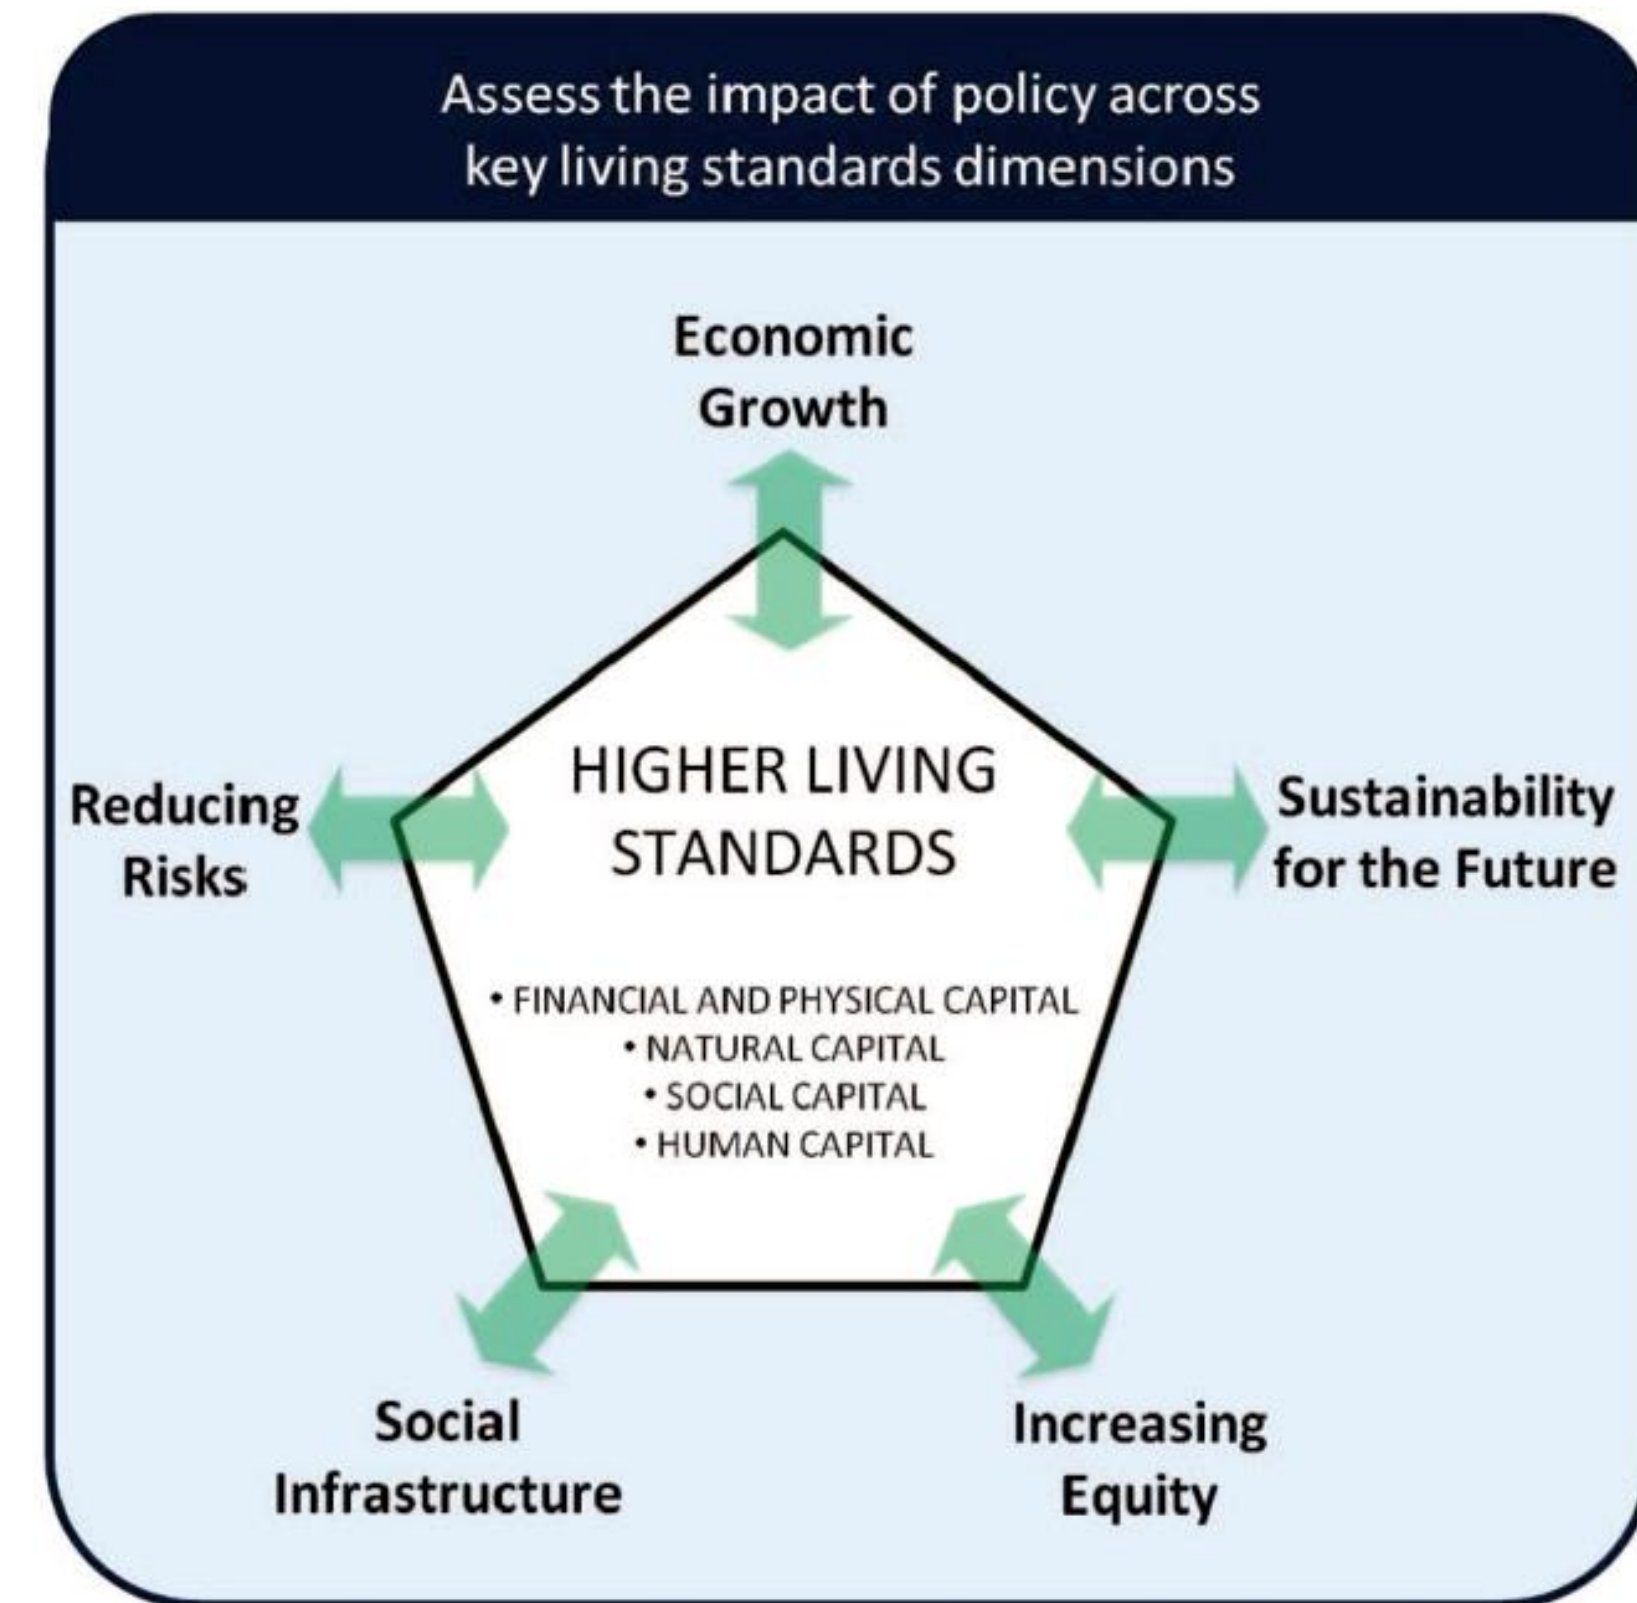 Assess the impact of policy across
key living standards dimensions
Economic
Growth
Reducing
Risks
HIGHER LIVING
STANDARDS
Sustainability
for the Future
• FINANCIAL AND PHYSICAL CAPITAL
• NATURAL CAPITAL
• SOCIAL CAPITAL
• HUMAN CAPITAL
Social
Infrastructure
Increasing
Equity